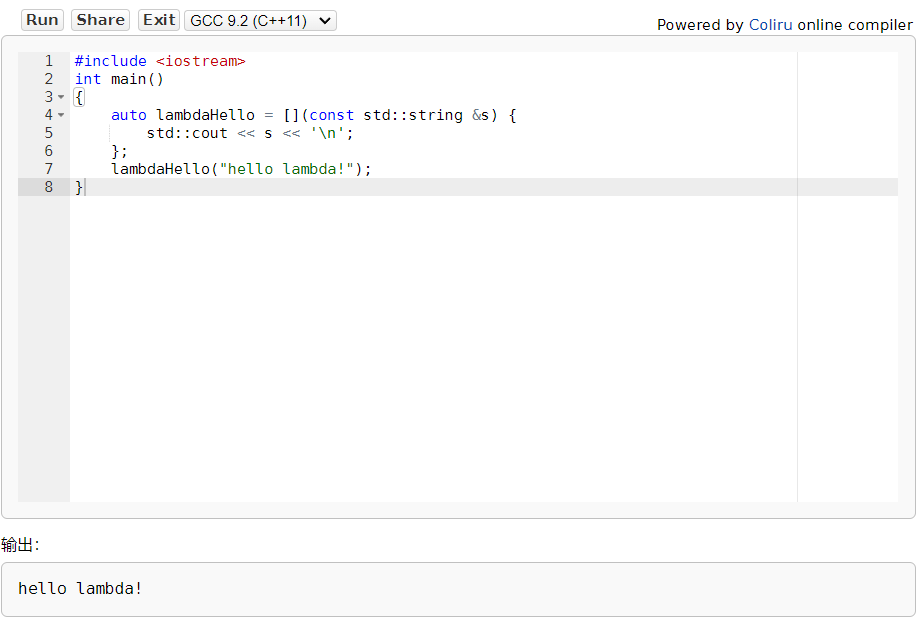 Run Share Exit GCC 9.2 (C++11)
Powered by Coliru online compiler
1 #include <iostream>
2 int main()
3 {
4     auto lambdaHello = [](const std::string &s) {
5         std::cout << s << '\n';
6     };
7     lambdaHello("hello lambda!");
8 }
输出：
hello lambda!